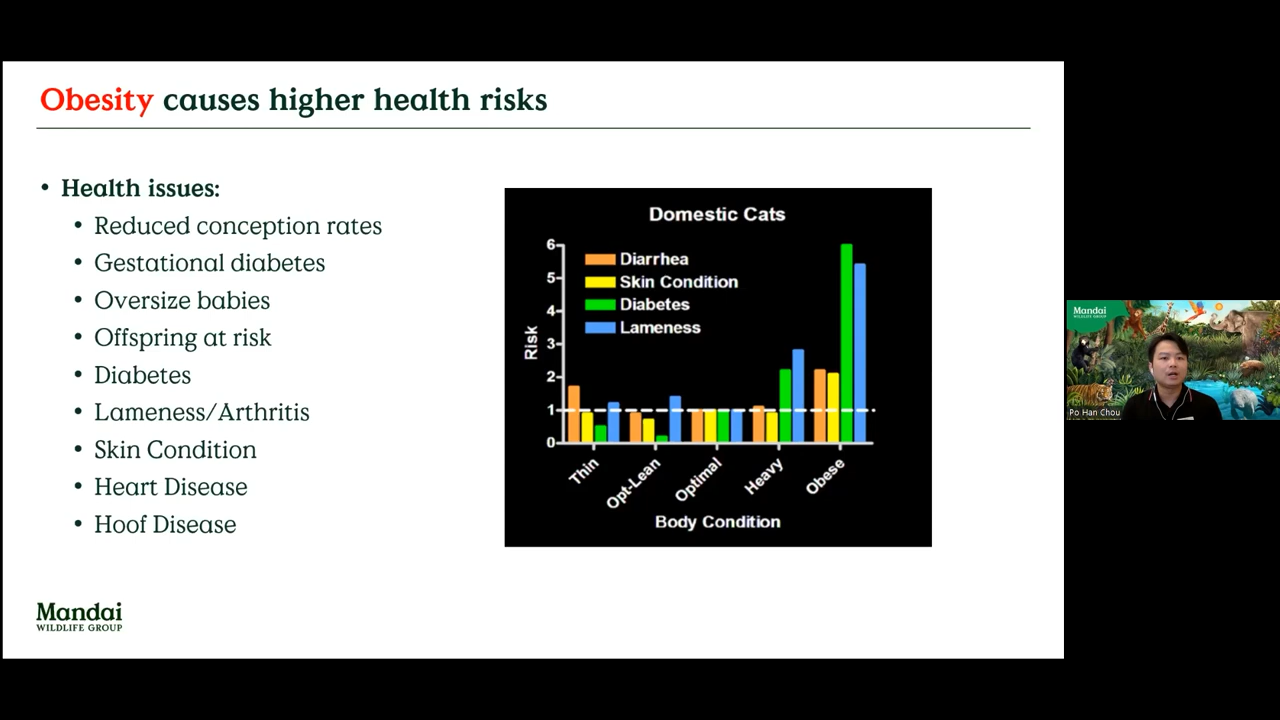 Obesity causes higher health risks
• Health issues:
• Reduced conception rates
• Gestational diabetes
• Oversize babies
• Offspring at risk
• Diabetes
• Lameness/Arthritis
• Skin Condition
• Heart Disease
• Hoof Disease
Domestic Cats
Diarrhea
Skin Condition
Diabetes
Lameness
Risk
6
5
4
3
2
1
0
Thin
Opt-Lean
Optimal
Heavy
Obese
Body Condition
Mandai
WILDLIFE GROUP
Mandai
WILDLIFE GROUP
Po Han Chou